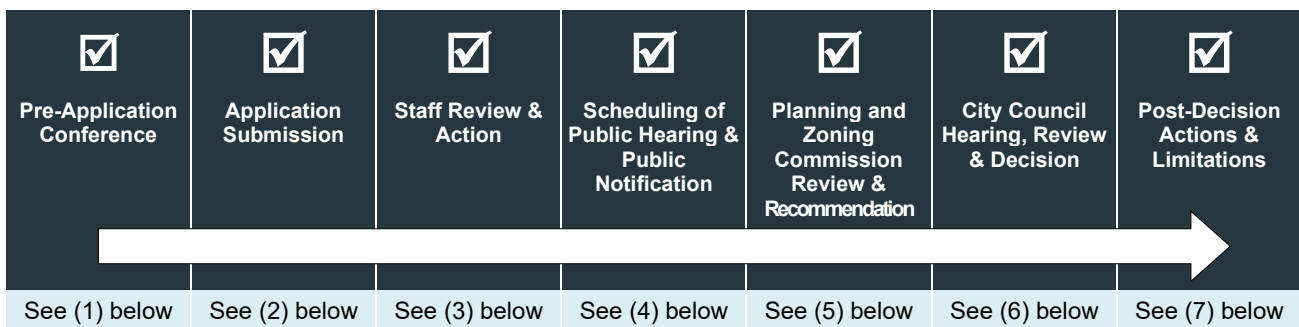 Pre-Application
Conference
Application
Submission
Staff Review &
Action
Scheduling of
Public Hearing &
Public
Notification
Planning and
Zoning
Commission
Review &
Recommendation
City Council
Hearing, Review
& Decision
Post-Decision
Actions &
Limitations
See (1) below
See (2) below
See (3) below
See (4) below
See (5) below
See (6) below
See (7) below